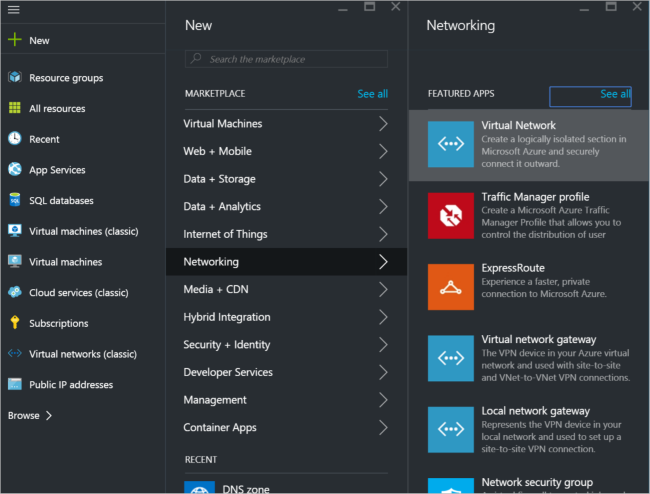 New
Resource groups
All resources
Recent
App Services
SQL databases
Virtual machines (classic)
Virtual machines
Cloud services (classic)
Subscriptions
Virtual networks (classic)
Public IP addresses
Browse
New
Search the marketplace
MARKETPLACE See all
Virtual Machines
Web + Mobile
Data + Storage
Data + Analytics
Internet of Things
Networking
Media + CDN
Hybrid Integration
Security + Identity
Developer Services
Management
Container Apps
RECENT
DNS zone
Networking
FEATURED APPS See all
Virtual Network
Create a logically isolated section in
Microsoft Azure and securely
connect it outward.
Traffic Manager profile
Create a Microsoft Azure Traffic
Manager Profile that allows you to
control the distribution of user
ExpressRoute
Experience a faster, private
connection to Microsoft Azure.
Virtual network gateway
The VPN device in your Azure virtual
network and used with site-to-site
and VNet-to-VNet VPN connections.
Local network gateway
Represents the VPN device in your
local network and used to set up a
site-to-site VPN connection.
Network security group